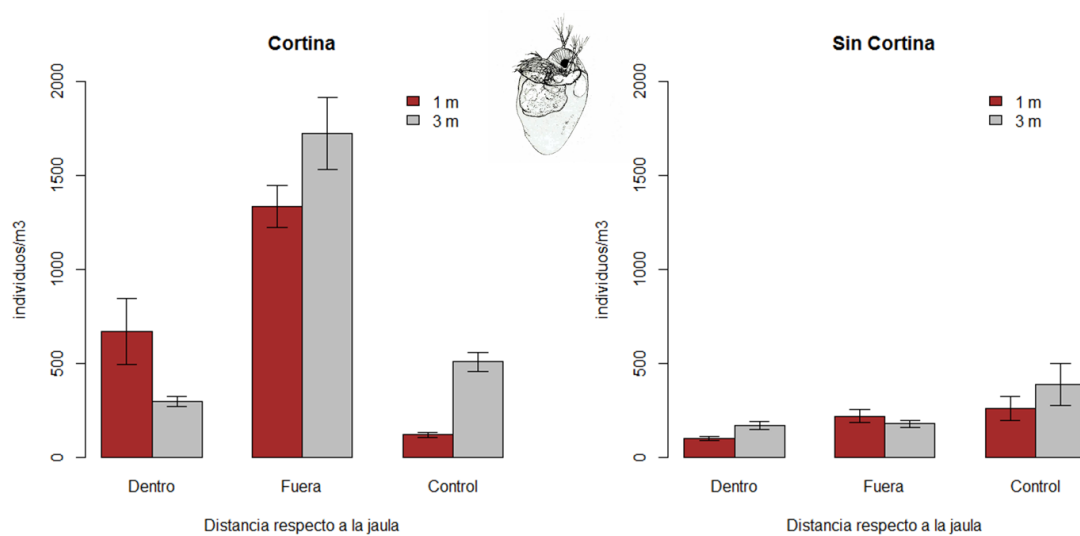 Cortina
2000
1500
1000
500
0
individuos/m3
1 m
3 m
Dentro
Fuera
Control
Distancia respecto a la jaula
Sin Cortina
2000
1500
1000
500
0
individuos/m3
1 m
3 m
Dentro
Fuera
Control
Distancia respecto a la jaula